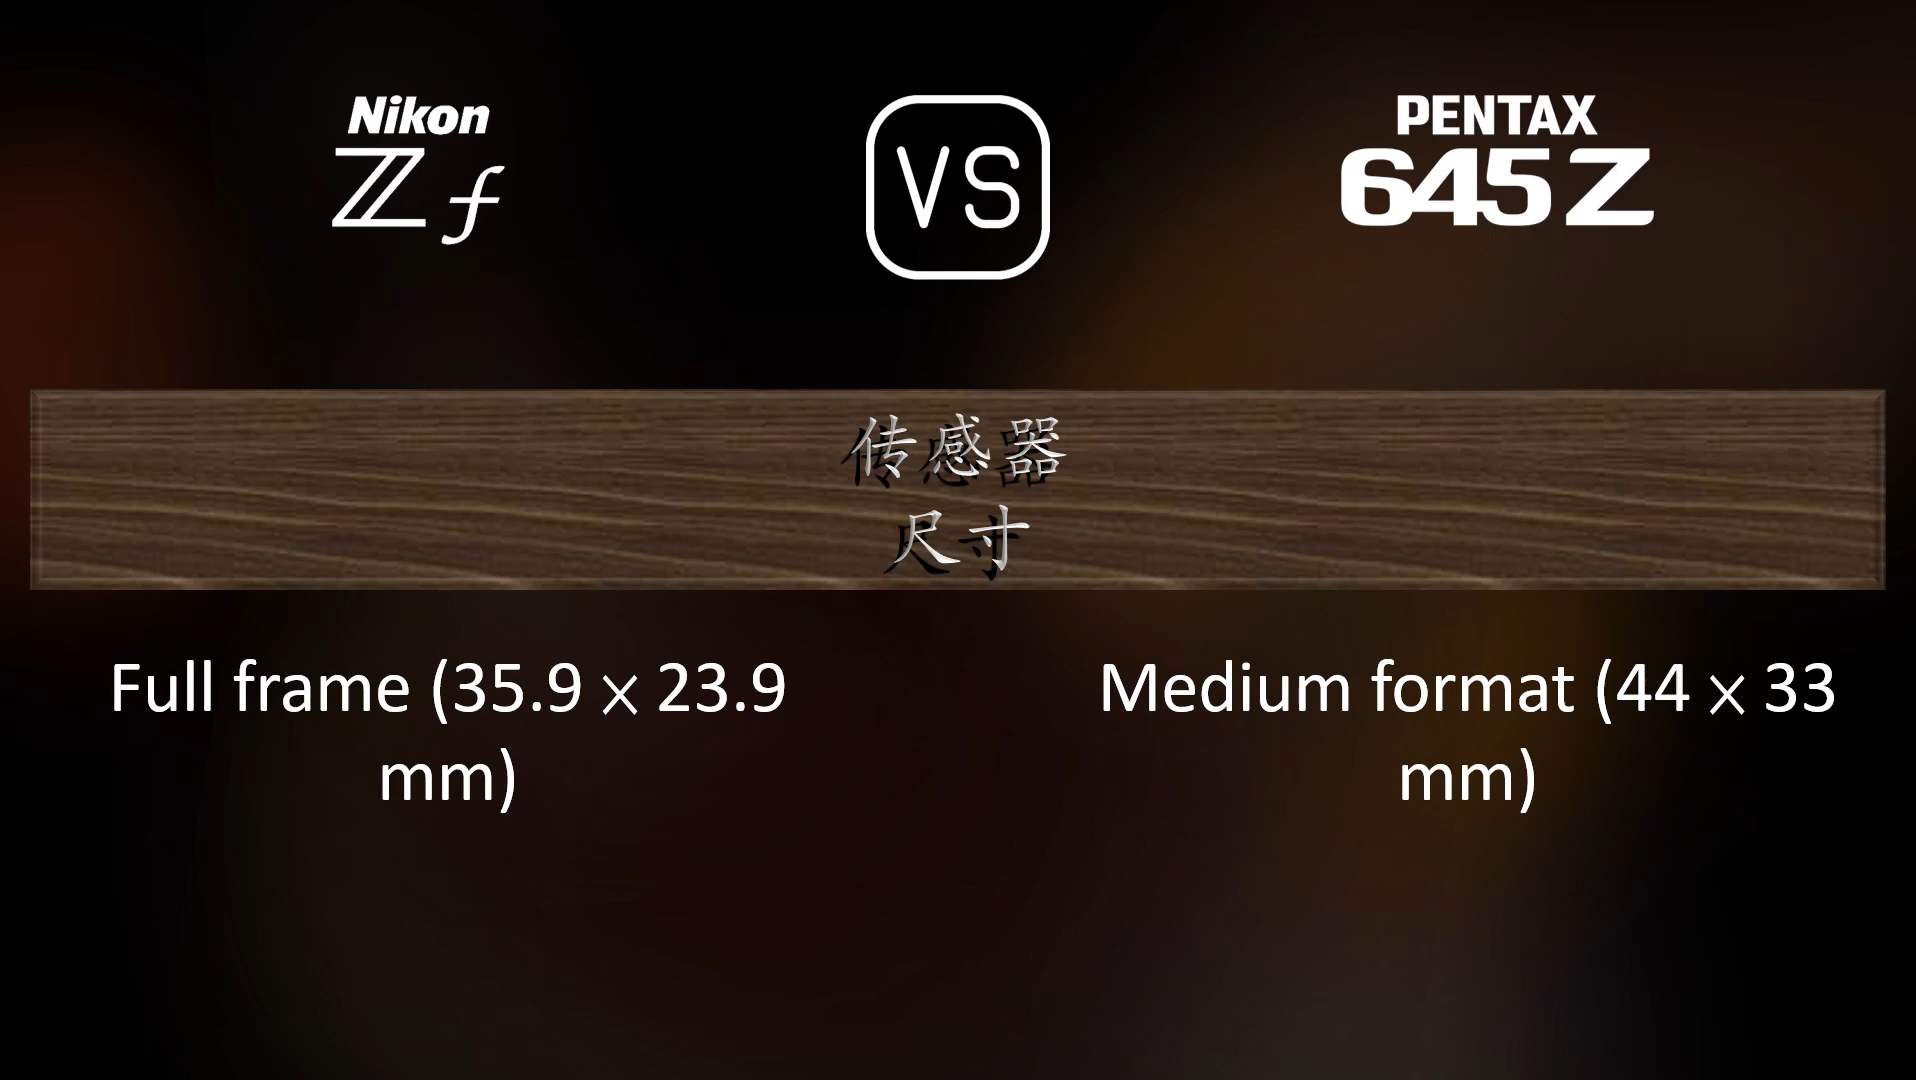 Nikon
Z f
VS
PENTAX
645 Z
传感器
尺寸
Full frame (35.9 x 23.9
mm)
Medium format (44 x 33
mm)